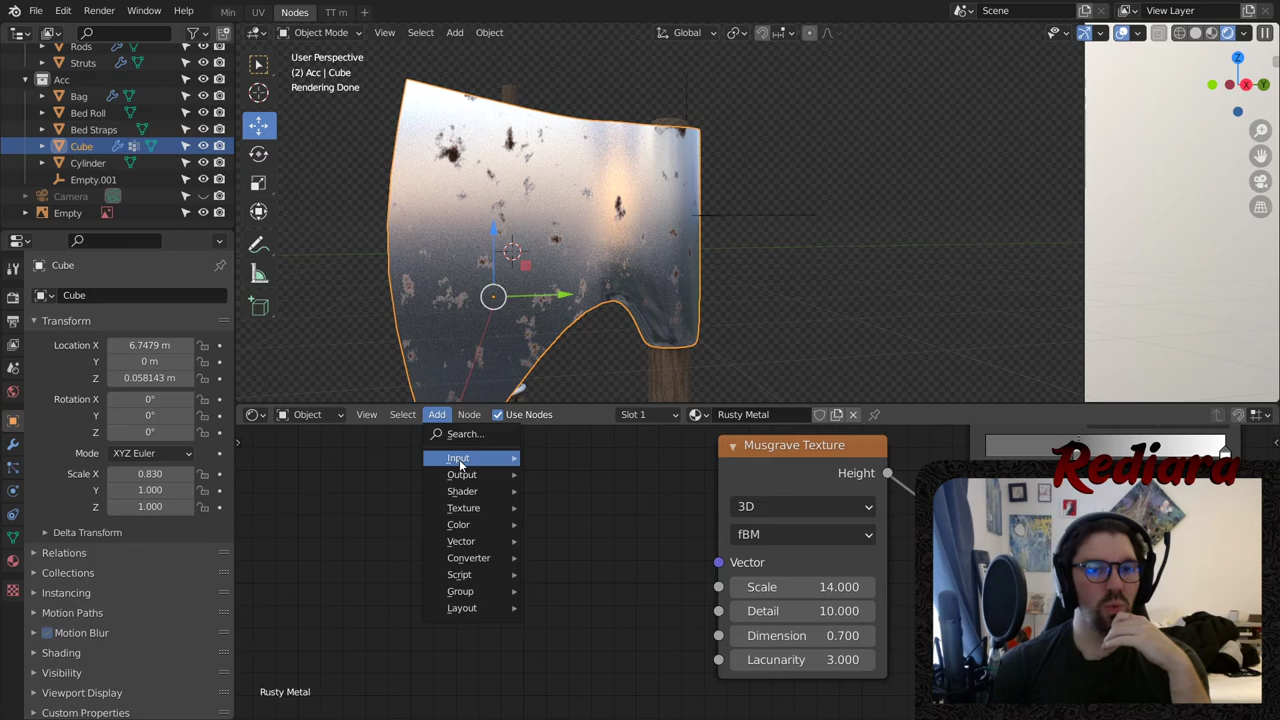 File Edit Render Window Help Min UV Nodes TT m + Scene View Layer
Object Mode View Select Add Object Global
User Perspective
(2) Acc | Cube
Rendering Done
Rods
Struts
Acc
Bag
Bed Roll
Bed Straps
Cube
Cylinder
Empty.001
Camera
Empty
Z
X
Y
Cube
Cube
Transform
Location X 6.7479 m
Y 0 m
Z 0.058143 m
Rotation X 0°
Y 0°
Z 0°
Mode XYZ Euler
Scale X 0.830
Y 1.000
Z 1.000
Delta Transform
Relations
Collections
Instancing
Motion Paths
Motion Blur
Shading
Visibility
Viewport Display
Custom Properties
Object View Select Add Node Use Nodes Slot 1 Rusty Metal
Search...
Input
Output
Shader
Texture
Color
Vector
Converter
Script
Group
Layout
Musgrave Texture
Height
3D
fBM
Vector
Scale 14.000
Detail 10.000
Dimension 0.700
Lacunarity 3.000
Rusty Metal
Rediara